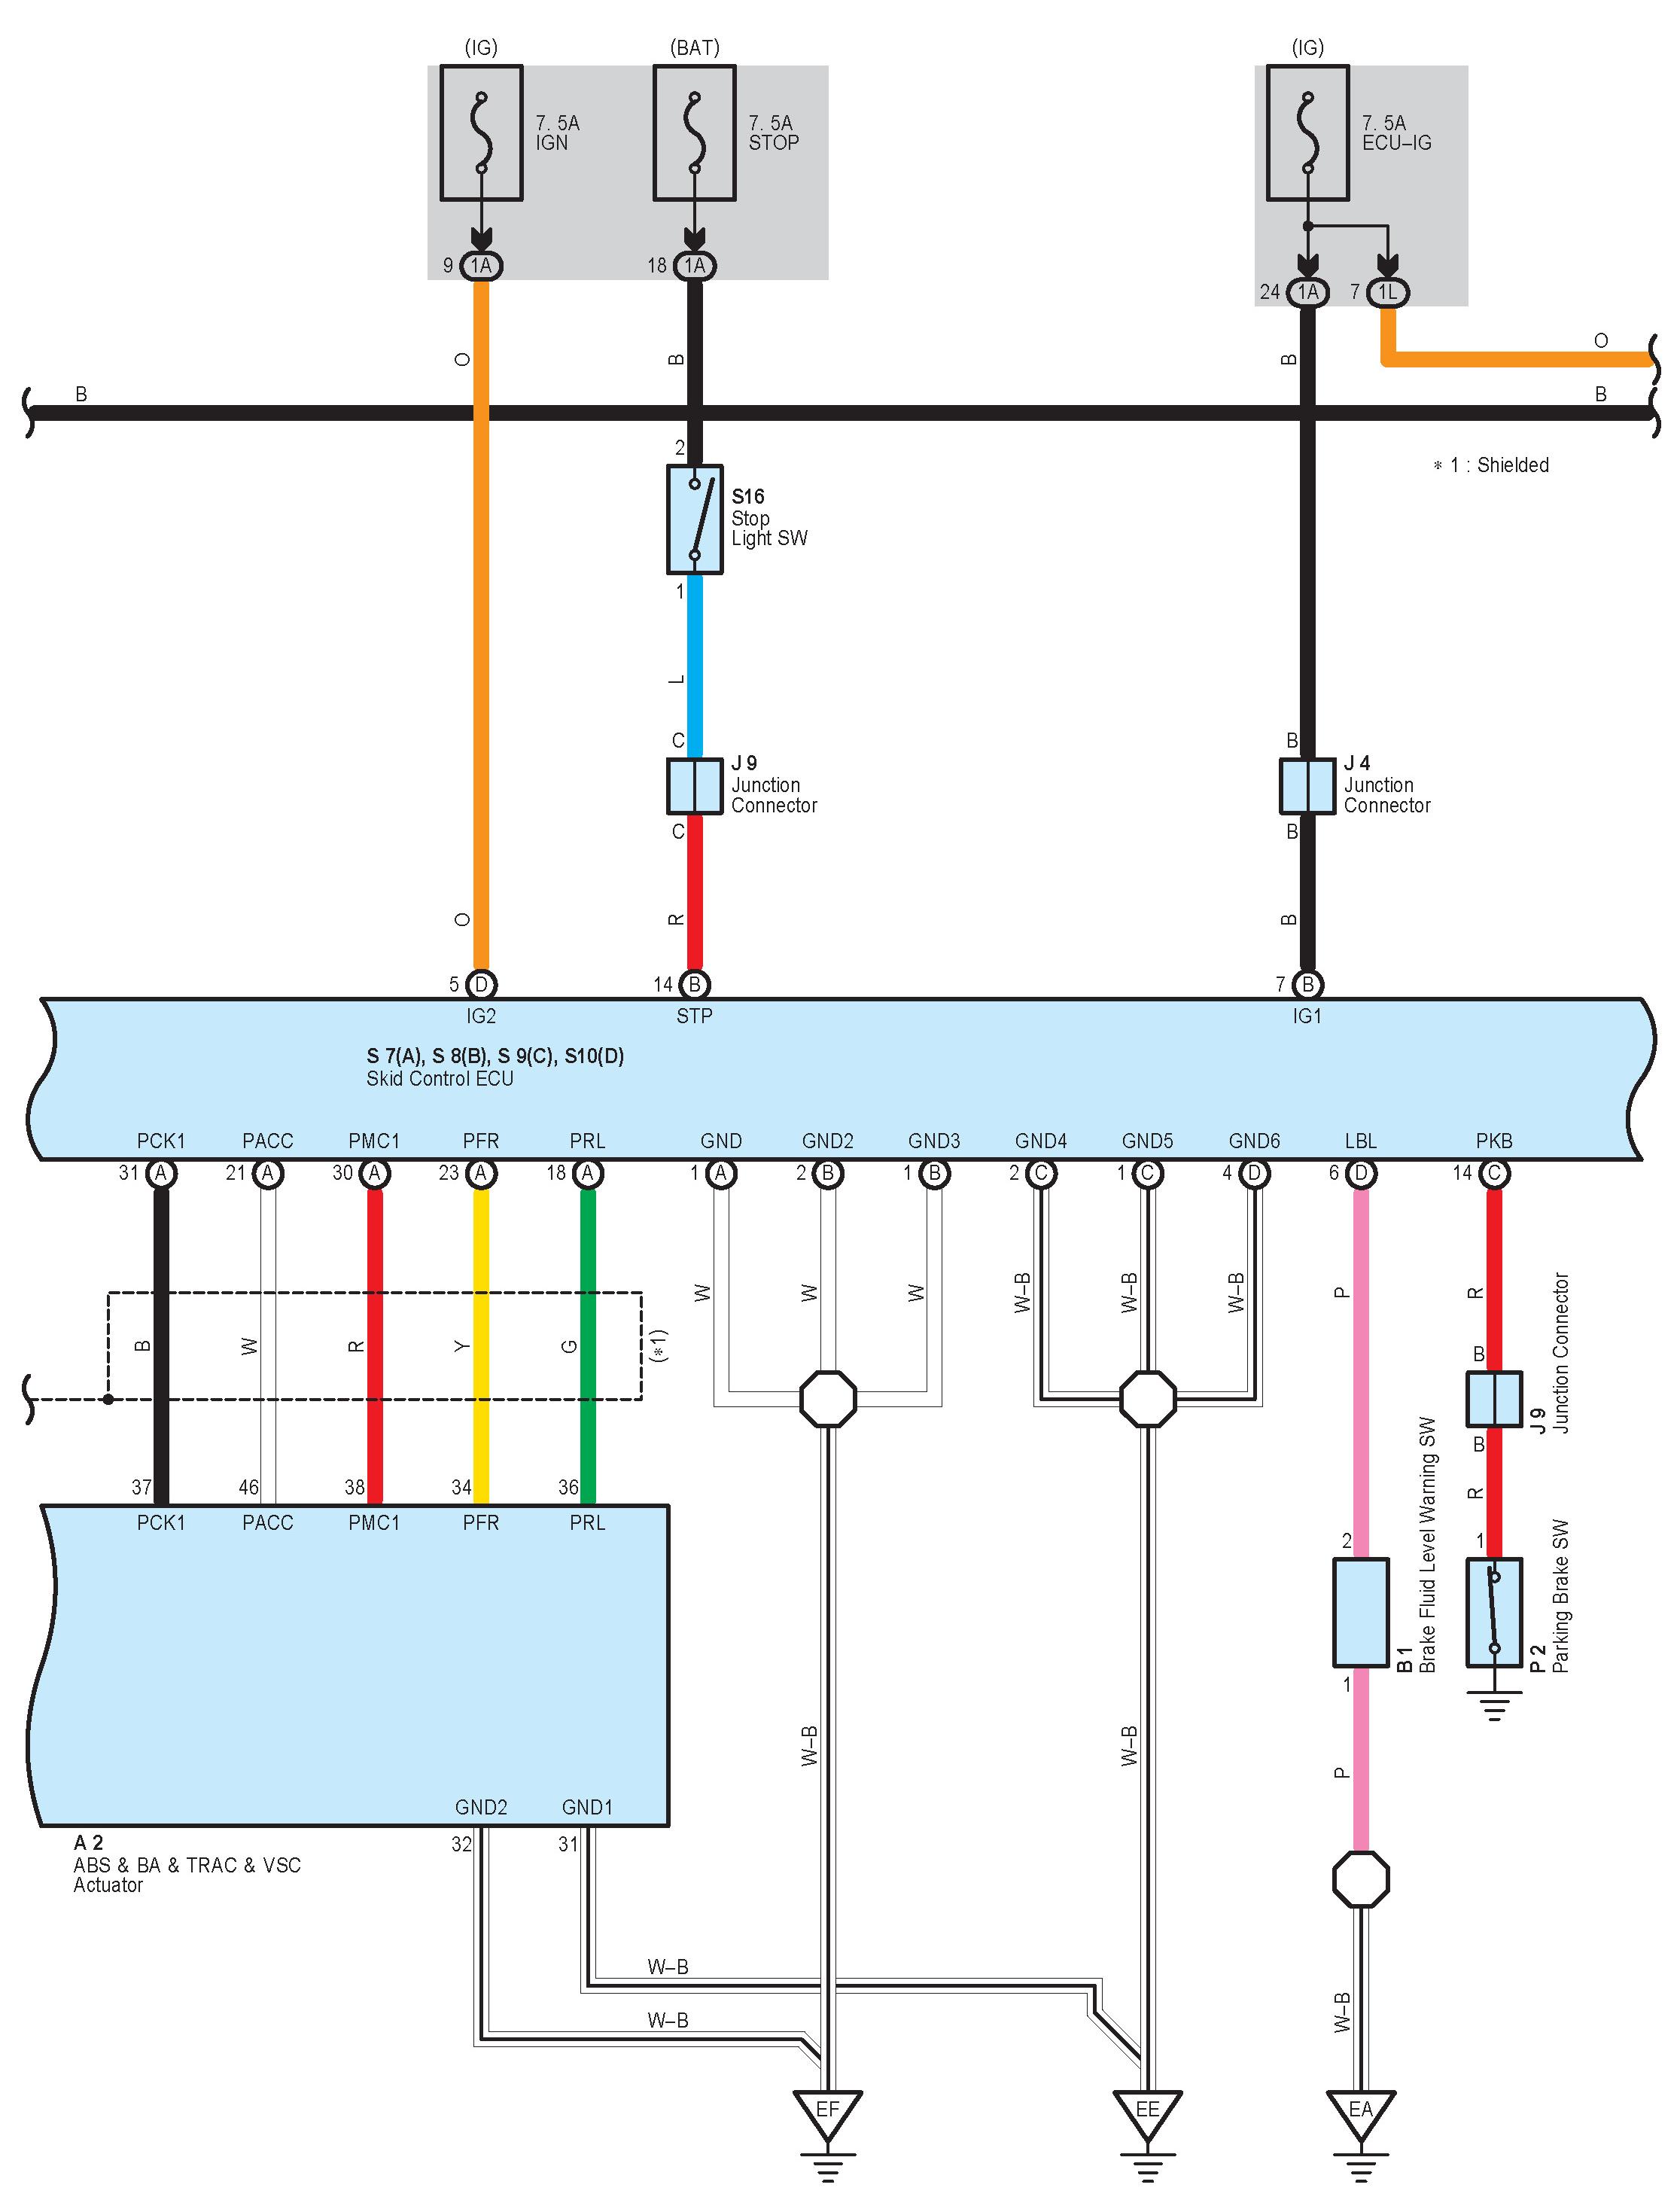 (IG)
(BAT)
(IG)
7. 5A
IGN
7. 5A
STOP
7. 5A
ECU–IG
9 1A
18 1A
24 1A
7 1L
O
B
B
O
B
B
2
∗ 1 : Shielded
S16
Stop
Light SW
1
L
C
J 9
Junction
Connector
C
B
J 4
Junction
Connector
B
O
R
B
5 D
14 B
7 B
IG2
STP
IG1
S 7(A), S 8(B), S 9(C), S10(D)
Skid Control ECU
PCK1 PACC PMC1 PFR PRL GND GND2 GND3 GND4 GND5 GND6 LBL PKB
31 A 21 A 30 A 23 A 18 A 1 A 2 B 1 B 2 C 1 C 4 D 6 D 14 C
W W W W–B W–B W–B P R
B W R Y G (∗1)
B
J 9
Junction Connector
B
R
37 46 38 34 36
PCK1 PACC PMC1 PFR PRL
2
B 1
Brake Fluid Level Warning SW
1
1
P 2
Parking Brake SW
W–B
W–B
P
GND2 GND1
32 31
A 2
ABS & BA & TRAC & VSC
Actuator
W–B
W–B
W–B
EF
EE
EA